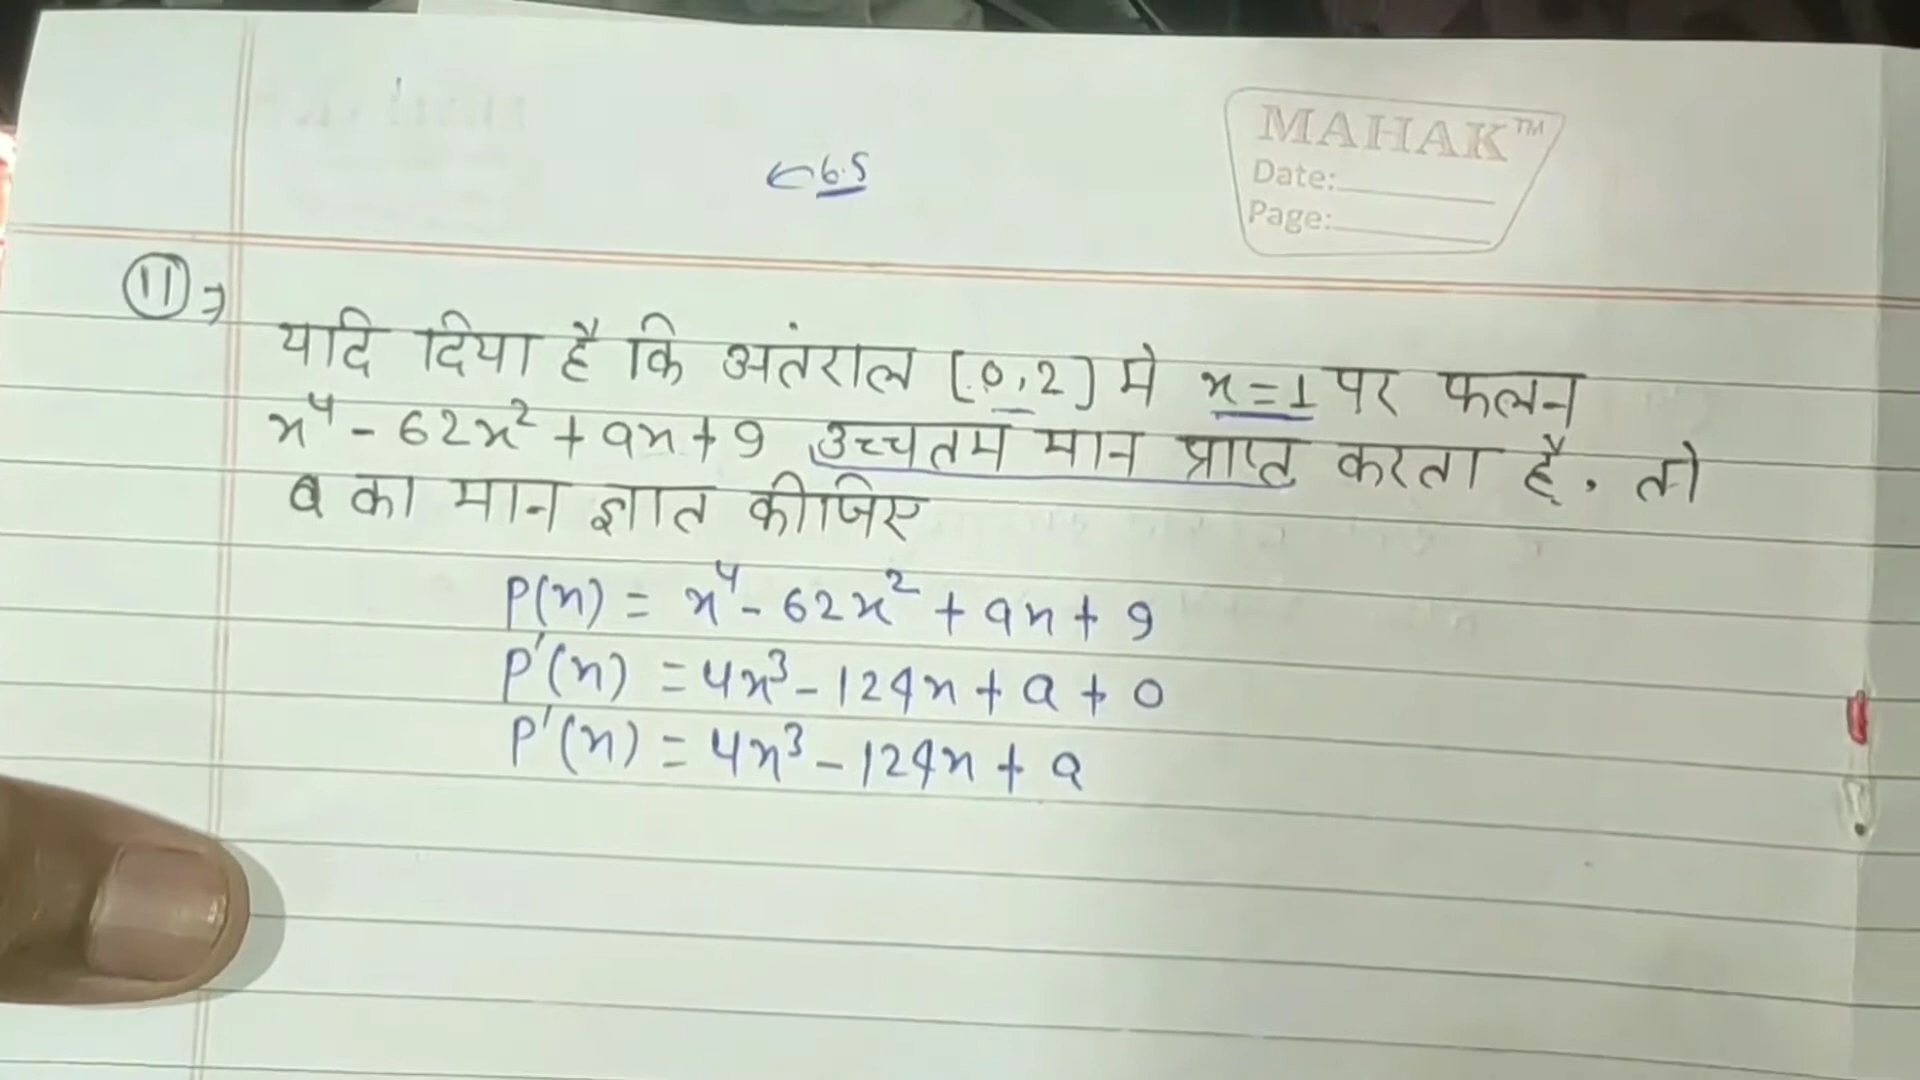 MAHAK™
Date:
Page:
←6.5
11⇒
यदि दिया है कि अतंराल [0,2] मे x=1 पर फलन
x⁴ - 62x² + ax + 9 उच्चतम मान प्राप्त करता है. तो
a का मान ज्ञात कीजिए
P(x) = x⁴ - 62x² + ax + 9
P'(x) = 4x³ - 124x + a + 0
P'(x) = 4x³ - 124x + a